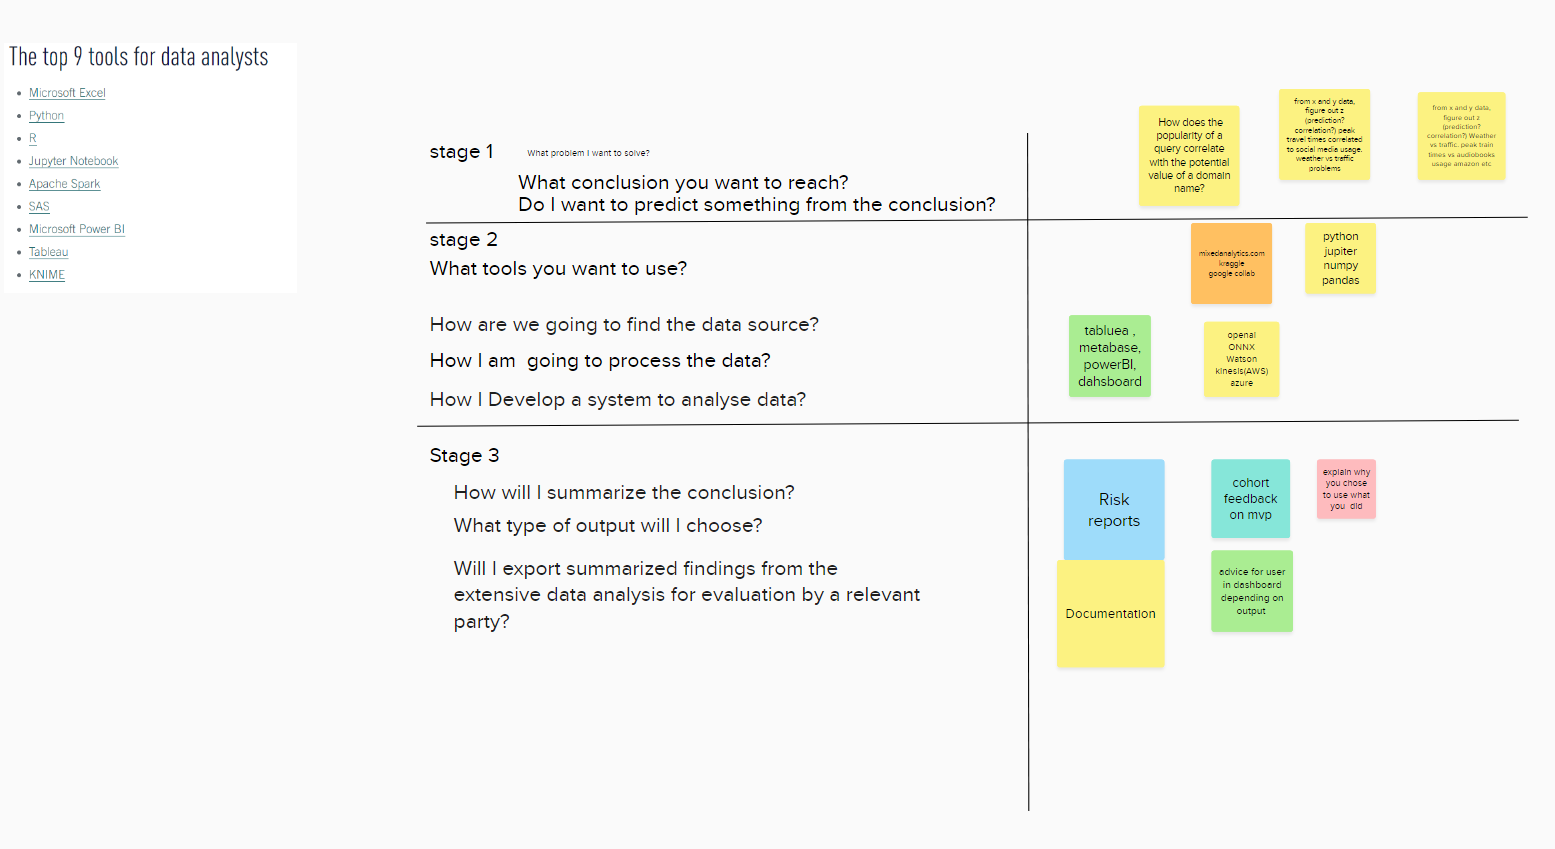 The top 9 tools for data analysts
Microsoft Excel
Python
R
Jupyter Notebook
Apache Spark
SAS
Microsoft Power BI
Tableau
KNIME
stage 1
What problem I want to solve?
What conclusion you want to reach?
Do I want to predict something from the conclusion?
How does the
popularity of a
query correlate
with the potential
value of a domain
name?
from x and y data,
figure out z
(prediction?
correlation?) peak
travel times correlated
to social media usage.
weather vs traffic
problems
from x and y data,
figure out z
(prediction?
correlation?) Weather
vs traffic. peak train
times vs audiobooks
usage amazon etc
stage 2
What tools you want to use?
How are we going to find the data source?
How I am going to process the data?
How I Develop a system to analyse data?
mixedanalytics.com
kraggle
google collab
python
jupiter
numpy
pandas
tabluea ,
metabase,
powerBI,
dahsboard
openai
ONNX
Watson
kinesis(AWS)
azure
Stage 3
How will I summarize the conclusion?
What type of output will I choose?
Will I export summarized findings from the
extensive data analysis for evaluation by a relevant
party?
Risk
reports
cohort
feedback
on mvp
explain why
you chose
to use what
you did
Documentation
advice for user
in dashboard
depending on
output